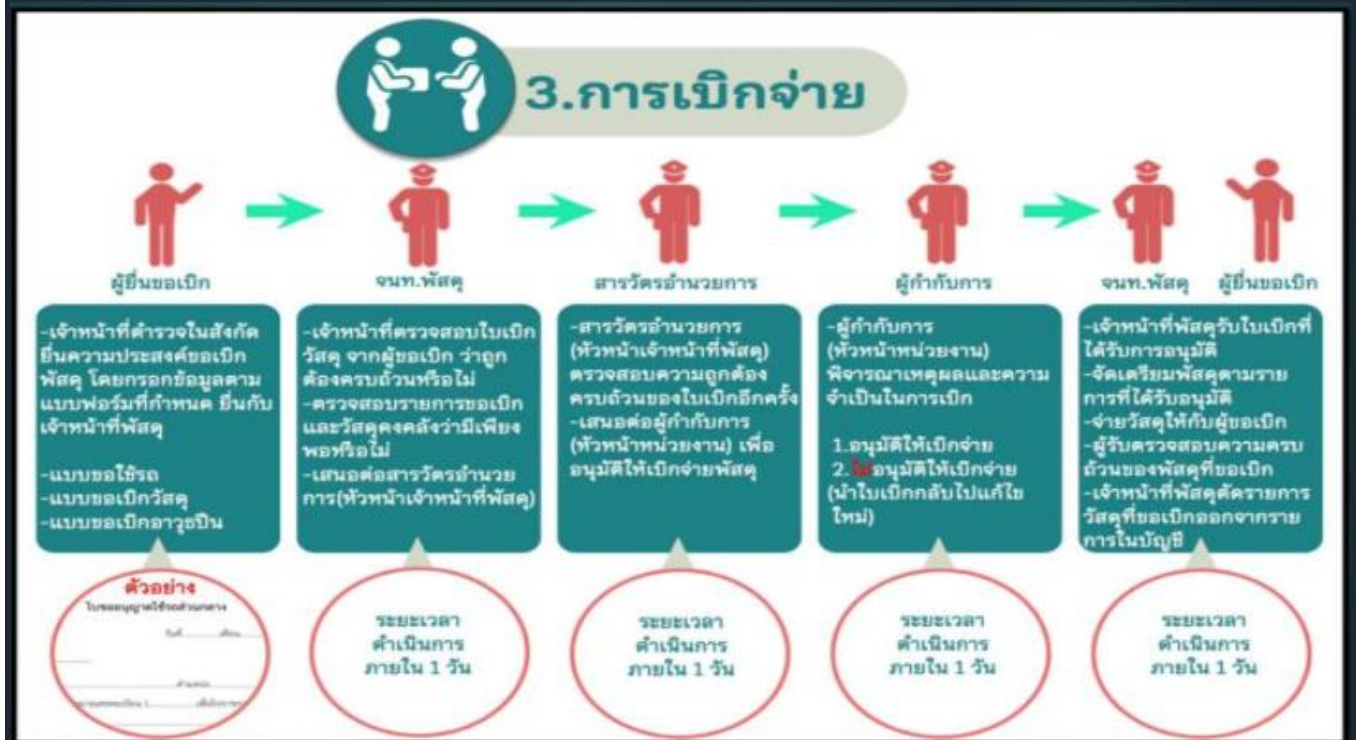 3.การเบิกจ่าย
ผู้ยื่นขอเบิก
จนท.พัสดุ
สารวัตรอำนวยการ
ผู้กำกับการ
จนท.พัสดุ
ผู้ยื่นขอเบิก
-เจ้าหน้าที่ตำรวจในสังกัด
ยื่นความประสงค์ขอเบิก
พัสดุ โดยกรอกข้อมูลตาม
แบบฟอร์มที่กำหนด ยื่นกับ
เจ้าหน้าที่พัสดุ
-แบบขอใช้รถ
-แบบขอเบิกวัสดุ
-แบบขอเบิกอาวุธปืน
-เจ้าหน้าที่ตรวจสอบใบเบิก
วัสดุ จากผู้ขอเบิก ว่าถูก
ต้องครบถ้วนหรือไม่
-ตรวจสอบรายการขอเบิก
และวัสดุคงคลังว่ามีเพียง
พอหรือไม่
-เสนอต่อสารวัตรอำนวย
การ(หัวหน้าเจ้าหน้าที่พัสดุ)
-สารวัตรอำนวยการ
(หัวหน้าเจ้าหน้าที่พัสดุ)
ตรวจสอบความถูกต้อง
ครบถ้วนของใบเบิกอีกครั้ง
-เสนอต่อผู้กำกับการ
(หัวหน้าหน่วยงาน) เพื่อ
อนุมัติให้เบิกจ่ายพัสดุ
-ผู้กำกับการ
(หัวหน้าหน่วยงาน)
พิจารณาเหตุผลและความ
จำเป็นในการเบิก
1.อนุมัติให้เบิกจ่าย
2.ไม่อนุมัติให้เบิกจ่าย
(นำใบเบิกกลับไปแก้ไข
ใหม่)
-เจ้าหน้าที่พัสดุรับใบเบิกที่
ได้รับการอนุมัติ
-จัดเตรียมพัสดุตามราย
การที่ได้รับอนุมัติ
-จ่ายวัสดุให้กับผู้ขอเบิก
-ผู้รับตรวจสอบความครบ
ถ้วนของพัสดุที่ขอเบิก
-เจ้าหน้าที่พัสดุตัดรายการ
วัสดุที่ขอเบิกออกจากราย
การในบัญชี
ตัวอย่าง
ใบขออนุญาตใช้รถส่วนกลาง
วันที่ เดือน
ตำแหน่ง
ระยะเวลา
ดำเนินการ
ภายใน 1 วัน
ระยะเวลา
ดำเนินการ
ภายใน 1 วัน
ระยะเวลา
ดำเนินการ
ภายใน 1 วัน
ระยะเวลา
ดำเนินการ
ภายใน 1 วัน